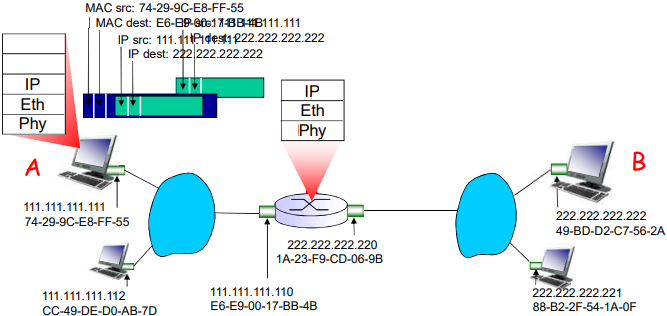 MAC src: 74-29-9C-E8-FF-55
MAC dest: E6-E9-00-17-BB-4B
IP src: 111.111.111.111
IP dest: 222.222.222.222
IP src: 111.111.111.111
IP dest: 222.222.222.222
IP
Eth
Phy
IP
Eth
Phy
A
B
111.111.111.111
74-29-9C-E8-FF-55
222.222.222.222
49-BD-D2-C7-56-2A
222.222.222.220
1A-23-F9-CD-06-9B
111.111.111.112
CC-49-DE-D0-AB-7D
111.111.111.110
E6-E9-00-17-BB-4B
222.222.222.221
88-B2-2F-54-1A-0F